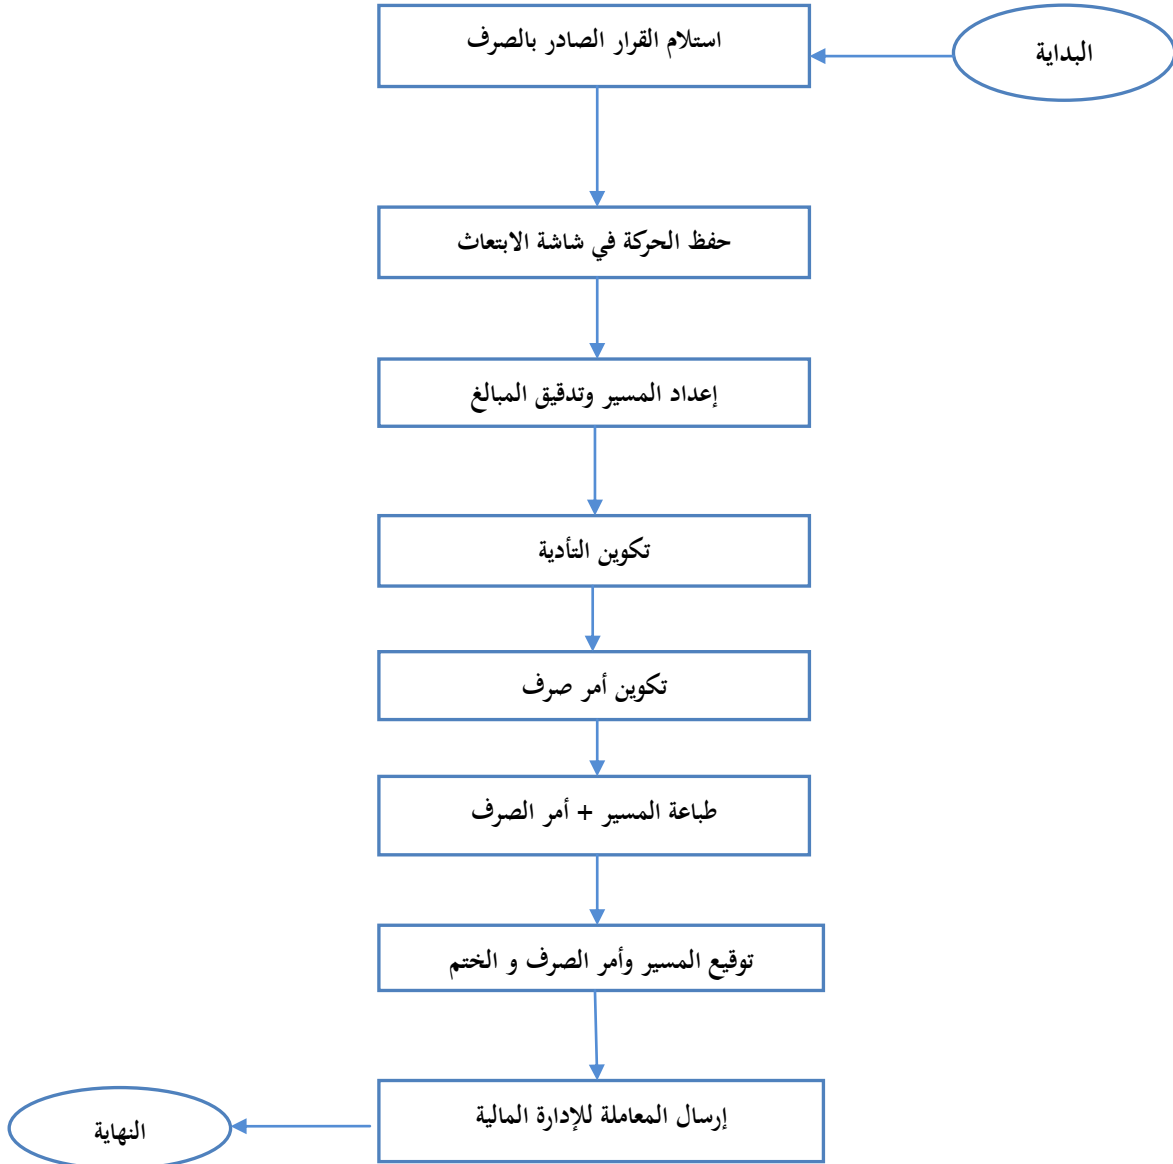 البداية
استلام القرار الصادر بالصرف
حفظ الحركة في شاشة الابتعاث
إعداد المسير وتدقيق المبالغ
تكوين التأدية
تكوين أمر صرف
طباعة المسير + أمر الصرف
توقيع المسير وأمر الصرف و الختم
إرسال المعاملة للإدارة المالية
النهاية